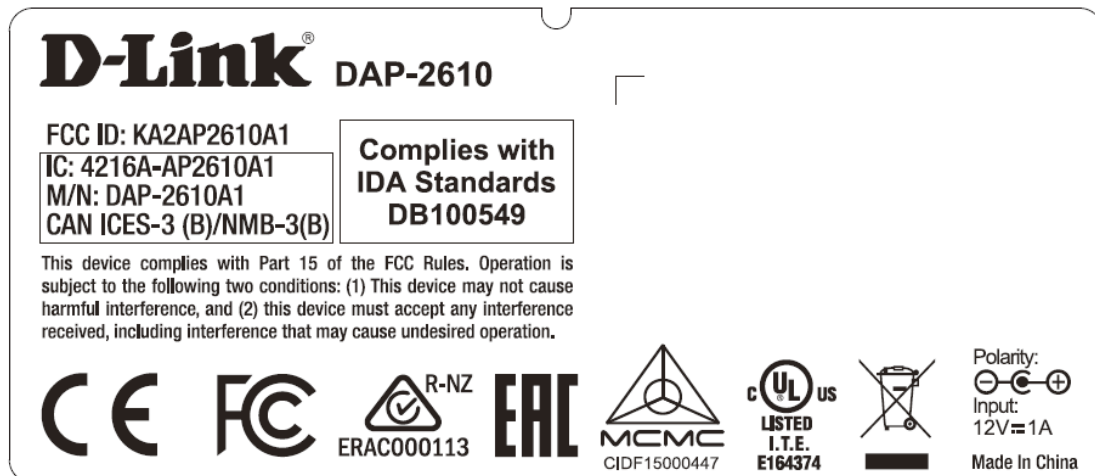 D-Link® DAP-2610
FCC ID: KA2AP2610A1
IC: 4216A-AP2610A1
M/N: DAP-2610A1
CAN ICES-3 (B)/NMB-3(B)
Complies with
IDA Standards
DB100549
This device complies with Part 15 of the FCC Rules. Operation is
subject to the following two conditions: (1) This device may not cause
harmful interference, and (2) this device must accept any interference
received, including interference that may cause undesired operation.
CE
FC
R-NZ
ERAC000113
EAC
MCMC
CIDF15000447
C UL® US
LISTED
I.T.E.
E164374
Polarity:
Input:
12V⎓1A
Made In China